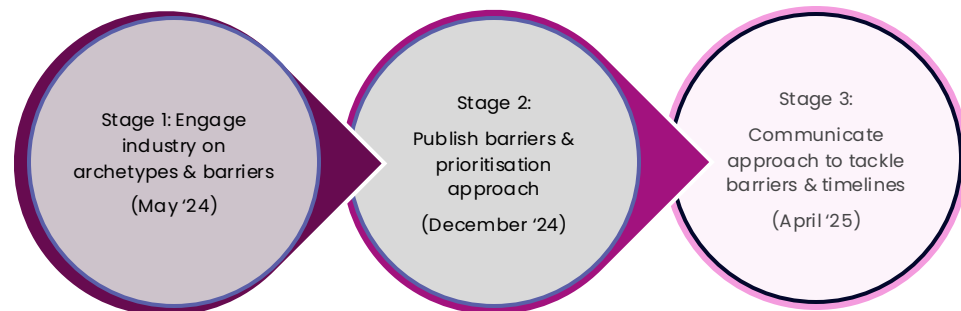 Stage 1: Engage
industry on
archetypes & barriers
(May ‘24)
Stage 2:
Publish barriers &
prioritisation
approach
(December ‘24)
Stage 3:
Communicate
approach to tackle
barriers & timelines
(April ‘25)